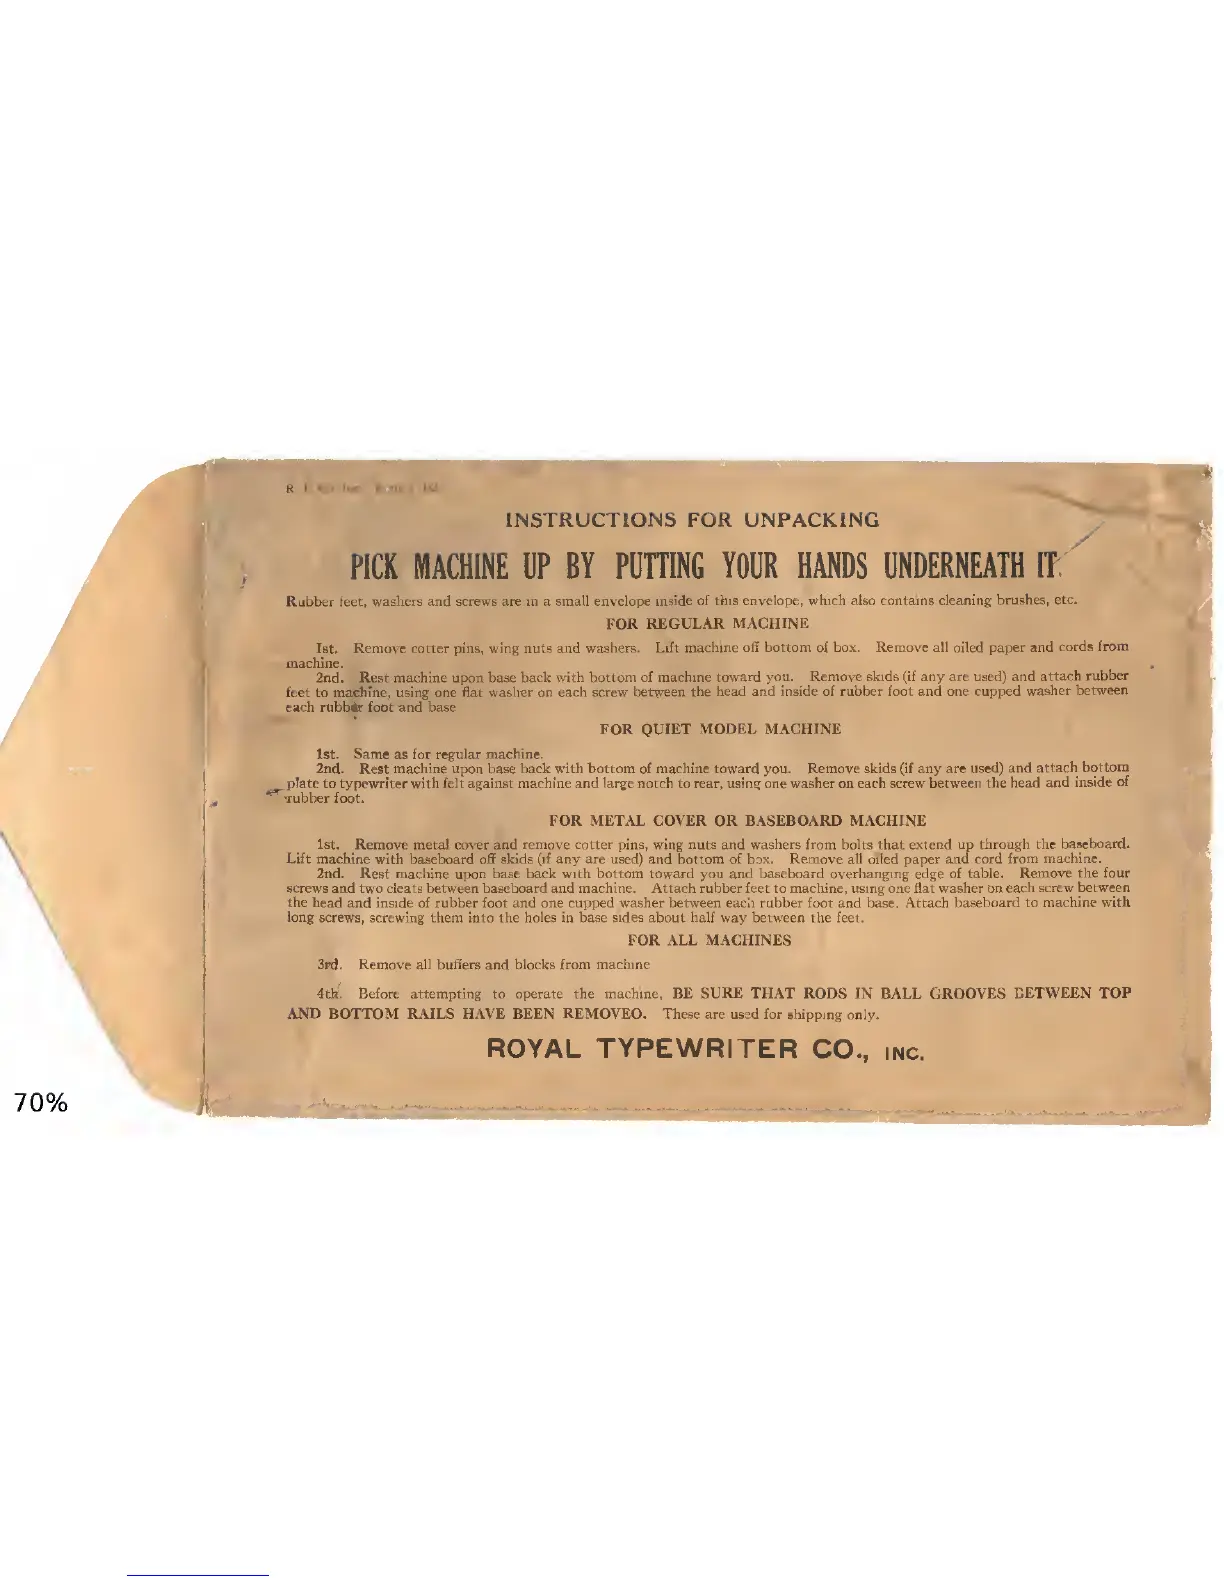 R
INSTRUCTIONS FOR UNPACKING
PICK MACHINE UP BY PUTTING YOUR HANDS UNDERNEATH IT.
Rubber feet, washers and screws are in a small envelope inside of this envelope, which also contains cleaning brushes, etc.
FOR REGULAR MACHINE
1st. Remove cotter pins, wing nuts and washers. Lift machine off bottom of box. Remove all oiled paper and cords from
machine.
2nd. Rest machine upon base back with bottom of machine toward you. Remove skids (if any are used) and attach rubber
feet to machine, using one flat washer on each screw between the head and inside of rubber foot and one cupped washer between
each rubber foot and base
FOR QUIET MODEL MACHINE
1st. Same as for regular machine.
2nd. Rest machine upon base back with bottom of machine toward you. Remove skids (if any are used) and attach bottom
plate to typewriter with felt against machine and large notch to rear, using one washer on each screw between the head and inside of
rubber foot.
FOR METAL COVER OR BASEBOARD MACHINE
1st. Remove metal cover and remove cotter pins, wing nuts and washers from bolts that extend up through the baseboard.
Lift machine with baseboard off skids (if any are used) and bottom of box. Remove all oiled paper and cord from machine.
2nd. Rest machine upon base back with bottom toward you and baseboard overhanging edge of table. Remove the four
screws and two cleats between baseboard and machine. Attach rubber feet to machine, using one flat washer on each screw between
the head and inside of rubber foot and one cupped washer between each rubber foot and base. Attach baseboard to machine with
long screws, screwing them into the holes in base sides about half way between the feet.
FOR ALL MACHINES
3rd. Remove all buffers and blocks from machine
4th. Before attempting to operate the machine, BE SURE THAT RODS IN BALL GROOVES BETWEEN TOP
AND BOTTOM RAILS HAVE BEEN REMOVED. These are used for shipping only.
ROYAL TYPEWRITER CO., INC.
70%